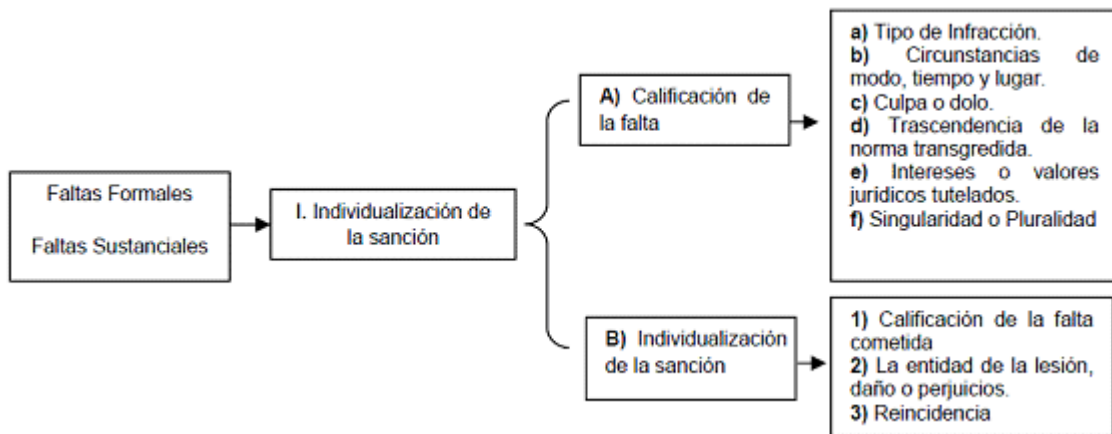 Faltas Formales
Faltas Sustanciales
I. Individualización de
la sanción
A) Calificación de
la falta
a) Tipo de Infracción.
b) Circunstancias de
modo, tiempo y lugar.
c) Culpa o dolo.
d) Trascendencia de la
norma transgredida.
e) Intereses o valores
jurídicos tutelados.
f) Singularidad o Pluralidad
B) Individualización
de la sanción
1) Calificación de la falta
cometida
2) La entidad de la lesión,
daño o perjuicios.
3) Reincidencia